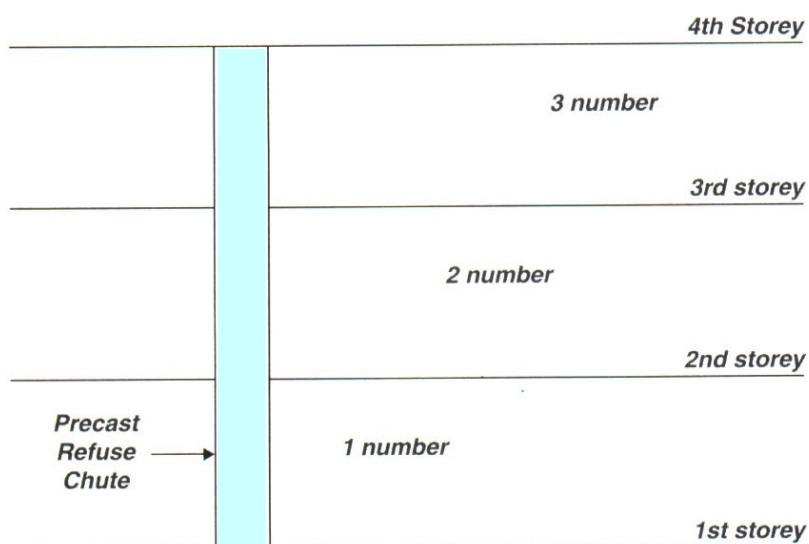 4th Storey
3 number
3rd storey
2 number
2nd storey
Precast
Refuse
Chute
1 number
1st storey